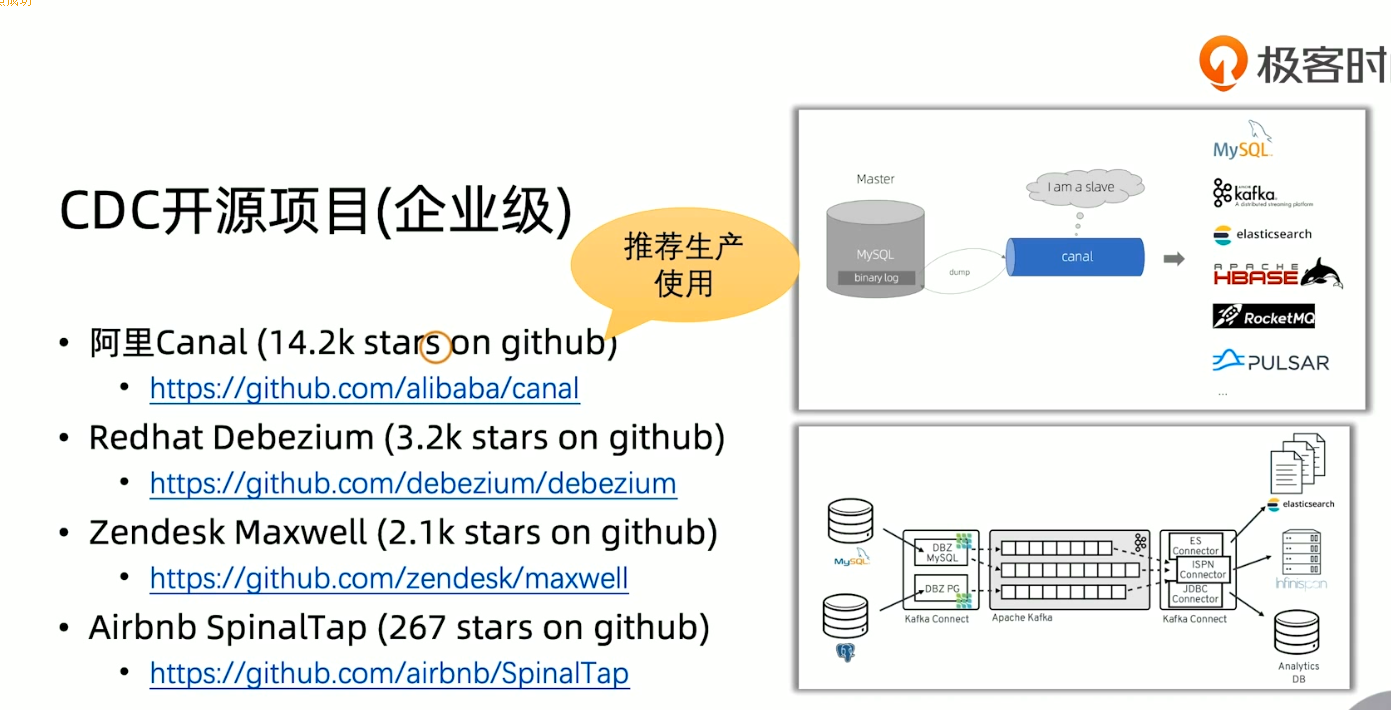 极客时
CDC开源项目(企业级)
推荐生产
使用
• 阿里Canal (14.2k stars on github)
• https://github.com/alibaba/canal
• Redhat Debezium (3.2k stars on github)
• https://github.com/debezium/debezium
• Zendesk Maxwell (2.1k stars on github)
• https://github.com/zendesk/maxwell
• Airbnb SpinalTap (267 stars on github)
• https://github.com/airbnb/SpinalTap
Master
MySQL
binary log
dump
I am a slave
canal
MySQL
kafka
A distributed streaming platform
elasticsearch
APACHE
HBASE
RocketMQ
PULSAR
...
MySQL
DBZ
MySQL
DBZ PG
Kafka Connect
Apache Kafka
ES
Connector
ISPN
Connector
JDBC
Connector
Kafka Connect
elasticsearch
Infinispan
Analytics
DB